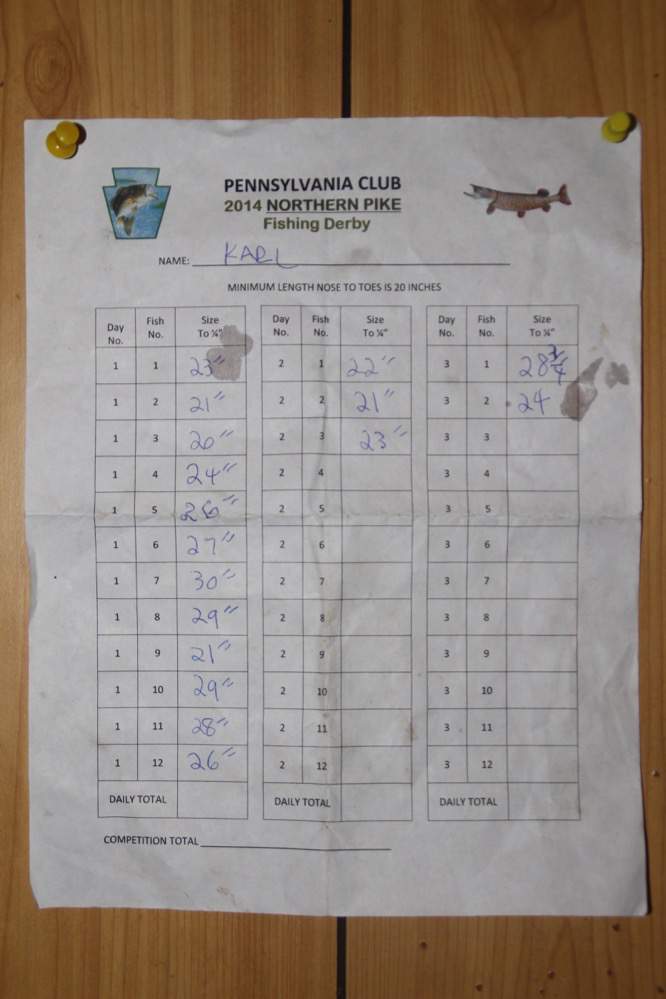 PENNSYLVANIA CLUB
2014 NORTHERN PIKE
Fishing Derby
NAME: KARL
MINIMUM LENGTH NOSE TO TOES IS 20 INCHES
Day No. Fish No. Size To ¼" Day No. Fish No. Size To ¼" Day No. Fish No. Size To ¼"
1 1 23" 2 1 22" 3 1 28 3/4
1 2 21" 2 2 21" 3 2 24
1 3 20" 2 3 23" 3 3
1 4 24" 2 4 3 4
1 5 26" 2 5 3 5
1 6 27" 2 6 3 6
1 7 30" 2 7 3 7
1 8 29" 2 8 3 8
1 9 21" 2 9 3 9
1 10 29" 2 10 3 10
1 11 28" 2 11 3 11
1 12 26" 2 12 3 12
DAILY TOTAL DAILY TOTAL DAILY TOTAL
COMPETITION TOTAL